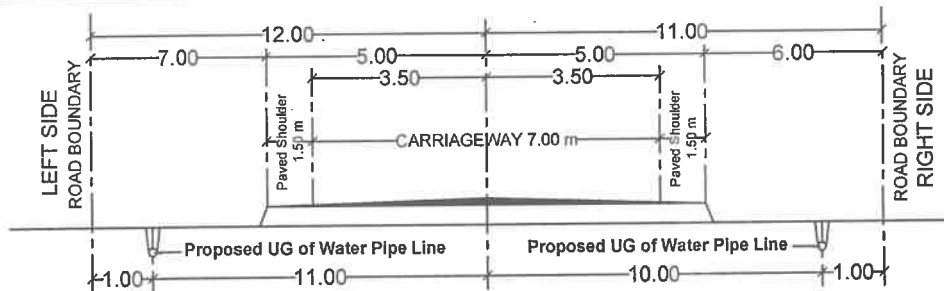 12.00 11.00
7.00 5.00 5.00 6.00
3.50 3.50
LEFT SIDE
ROAD BOUNDARY
Paved Shoulder
1.50 m
CARRIAGEWAY 7.00 m
Paved Shoulder
1.50 m
ROAD BOUNDARY
RIGHT SIDE
Proposed UG of Water Pipe Line Proposed UG of Water Pipe Line
1.00 11.00 10.00 1.00